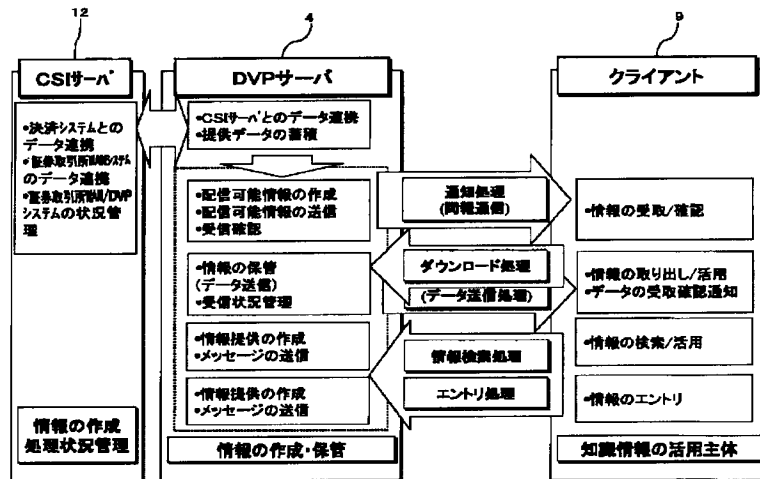 12
4
9
CSIサーバ
DVPサーバ
クライアント
•決済システムとの
データ連携
•証券取引所WANシステム
のデータ連携
•証券取引所WAN/DVP
システムの状況管
理
•CSIサーバとのデータ連携
•提供データの蓄積
•配信可能情報の作成
•配信可能情報の送信
•受信確認
通知処理
(同報通信)
•情報の受取/確認
•情報の保管
(データ送信)
•受信状況管理
ダウンロード処理
(データ送信処理)
•情報の取り出し/活用
•データの受取確認通知
•情報提供の作成
•メッセージの送信
情報検索処理
•情報の検索/活用
•情報提供の作成
•メッセージの送信
エントリ処理
•情報のエントリ
情報の作成
処理状況管理
情報の作成・保管
知識情報の活用主体